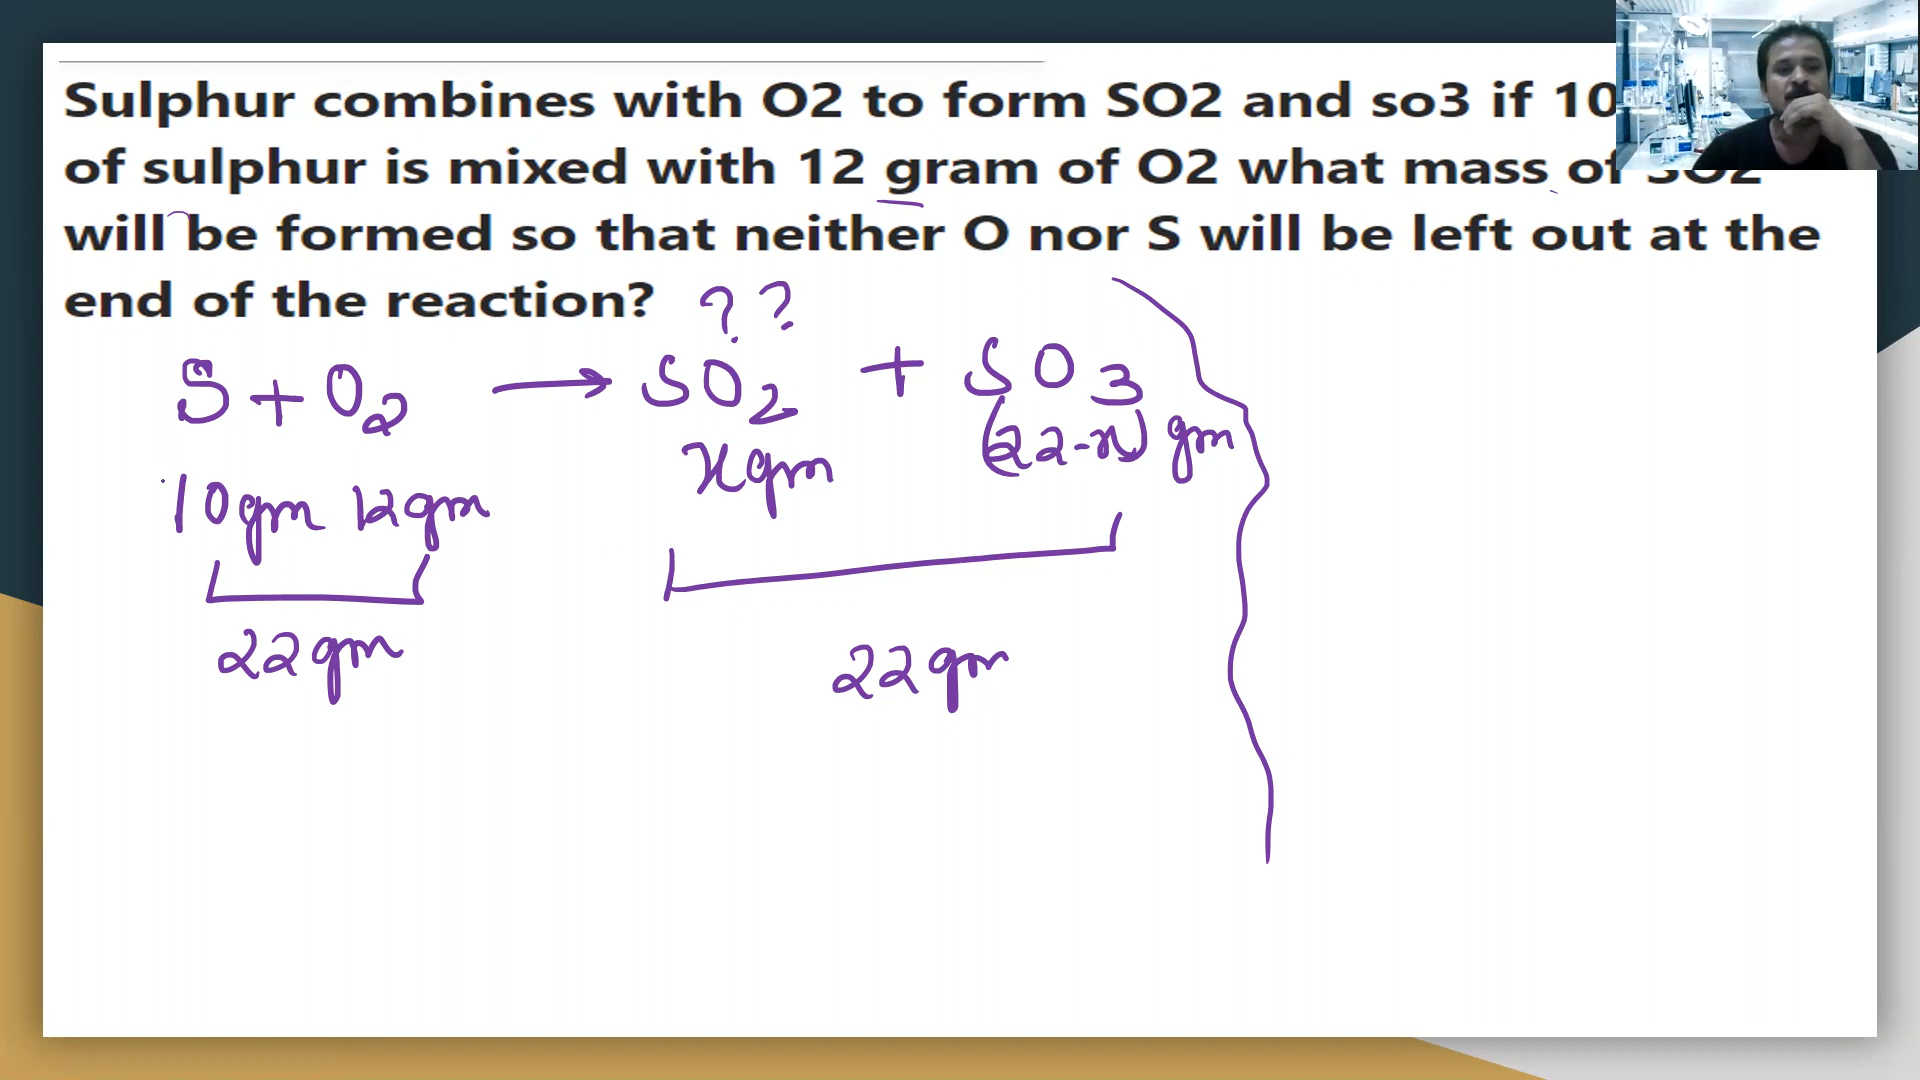 Sulphur combines with O2 to form SO2 and so3 if 10
of sulphur is mixed with 12 gram of O2 what mass of SO2
will be formed so that neither O nor S will be left out at the
end of the reaction? ? ?
S + O2 → SO2 + SO3
10gm 12gm x gm (22-x) gm
22gm 22gm